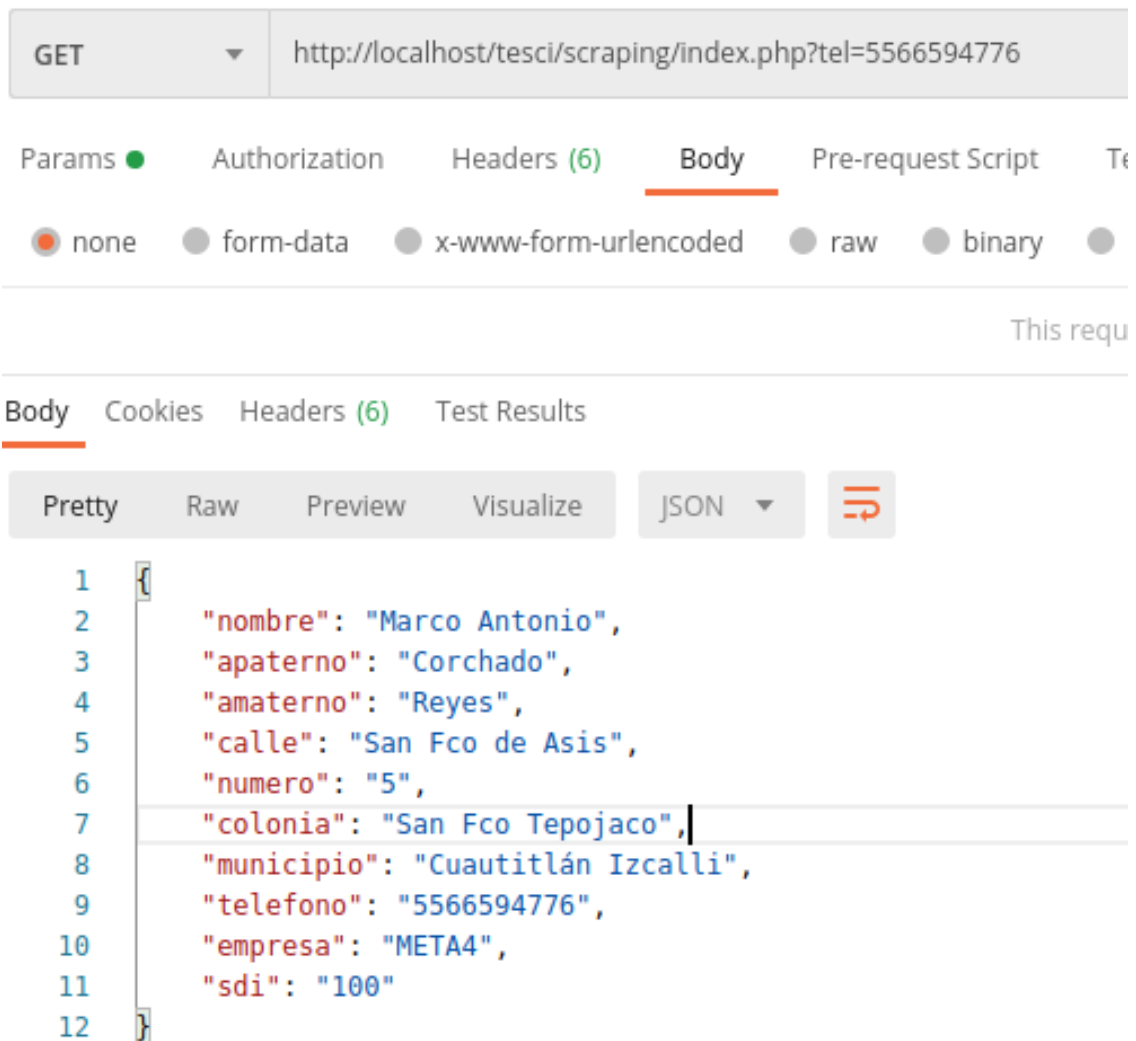 GET http://localhost/tesci/scraping/index.php?tel=5566594776
Params Authorization Headers (6) Body Pre-request Script Te
none form-data x-www-form-urlencoded raw binary
This requ
Body Cookies Headers (6) Test Results
Pretty Raw Preview Visualize JSON
1 {
2 "nombre": "Marco Antonio",
3 "apaterno": "Corchado",
4 "amaterno": "Reyes",
5 "calle": "San Fco de Asis",
6 "numero": "5",
7 "colonia": "San Fco Tepojaco",
8 "municipio": "Cuautitlán Izcalli",
9 "telefono": "5566594776",
10 "empresa": "META4",
11 "sdi": "100"
12 }